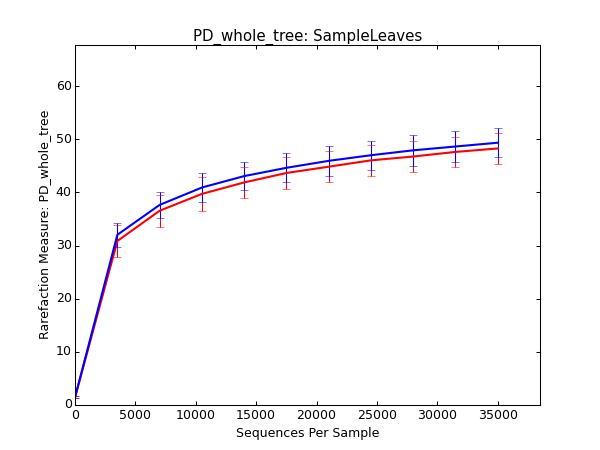 PD_whole_tree: SampleLeaves
Rarefaction Measure: PD_whole_tree
60
50
40
30
20
10
0
0 5000 10000 15000 20000 25000 30000 35000
Sequences Per Sample